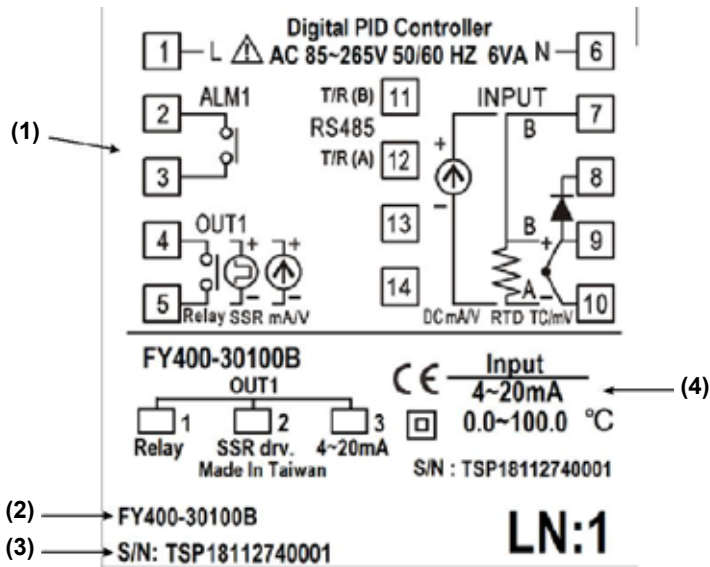 Digital PID Controller
1 L AC 85~265V 50/60 HZ 6VA N 6
2 ALM1 T/R (B) 11 INPUT 7
(1) RS485 B
3 T/R (A) 12 + 8
−
4 OUT1 13 B + 9
+ +
14
− − A −
5 Relay SSR mA/V DC mA/V RTD TC/mV 10
FY400-30100B
OUT1
1 2 3
Relay SSR drv. 4~20mA
Made In Taiwan
CE Input
4~20mA (4)
0.0~100.0 °C
S/N : TSP18112740001
(2) FY400-30100B
(3) S/N: TSP18112740001
LN:1